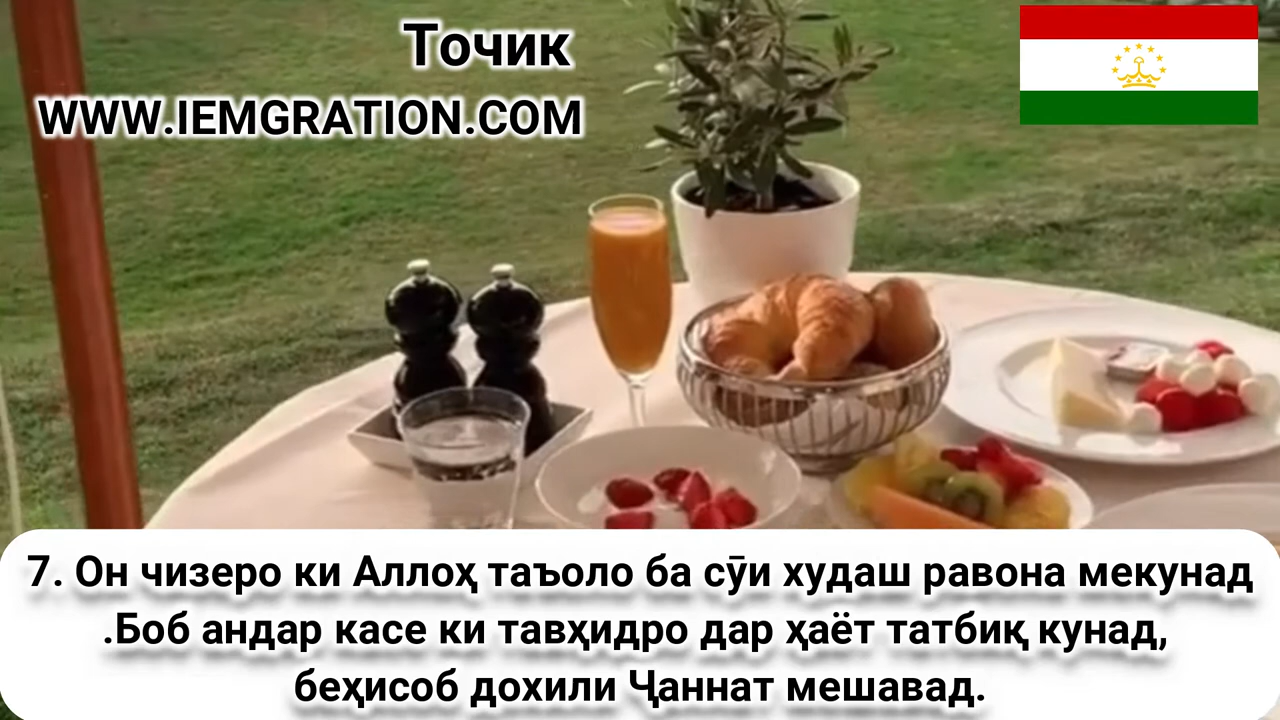 Точик
WWW.IEMGRATION.COM
7. Он чизеро ки Аллоҳ таъоло ба сӯи худаш равона мекунад
.Боб андар касе ки тавҳидро дар ҳаёт татбиқ кунад,
беҳисоб дохили Ҷаннат мешавад.